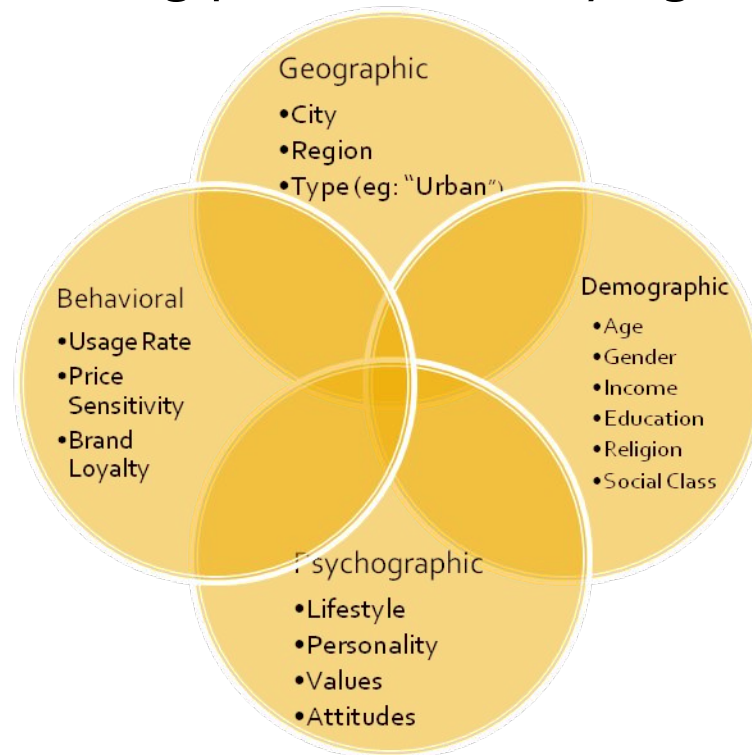 Geographic
•City
•Region
•Type (eg: “Urban”)
Behavioral
•Usage Rate
•Price
Sensitivity
•Brand
Loyalty
Demographic
•Age
•Gender
•Income
•Education
•Religion
•Social Class
Psychographic
•Lifestyle
•Personality
•Values
•Attitudes